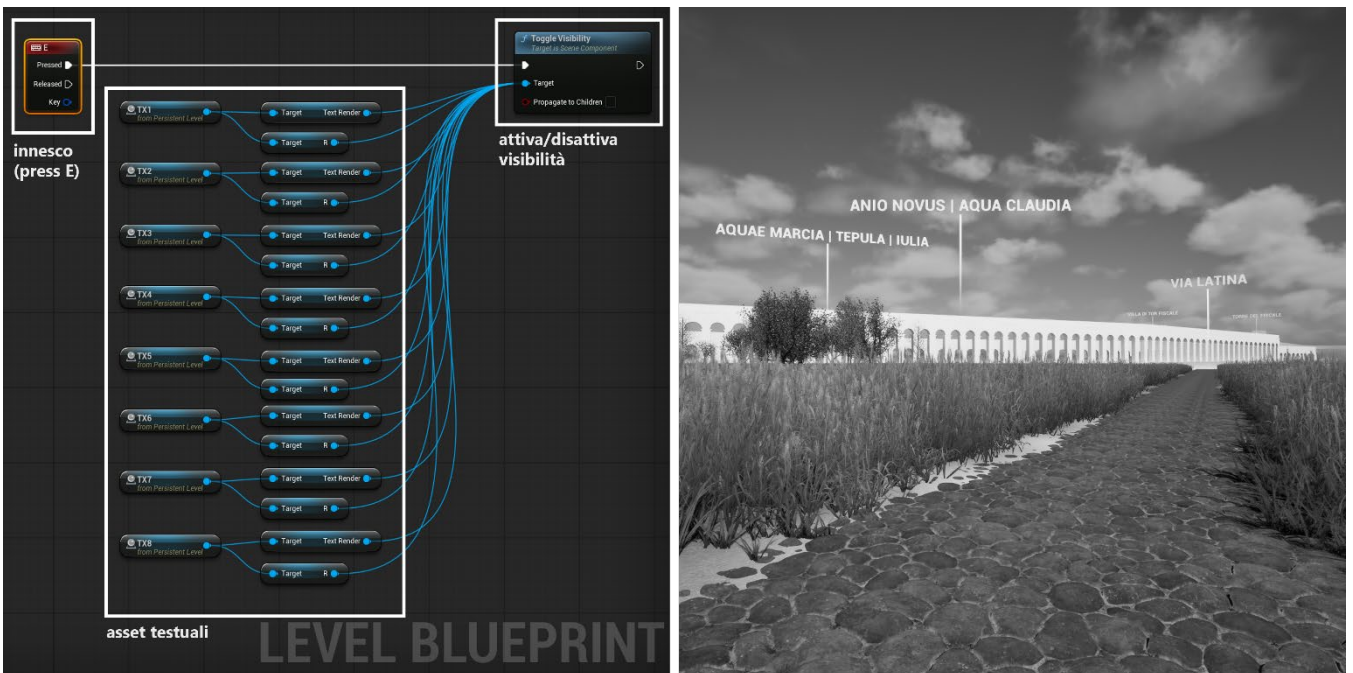 E
Pressed
Released
Key
innesco
(press E)
Toggle Visibility
Target is Scene Component
Target
Propagate to Children
attiva/disattiva
visibilità
TX1
from Persistent Level
Target Text Render
Target R
TX2
from Persistent Level
Target Text Render
Target R
TX3
from Persistent Level
Target Text Render
Target R
TX4
from Persistent Level
Target Text Render
Target R
TX5
from Persistent Level
Target Text Render
Target R
TX6
from Persistent Level
Target Text Render
Target R
TX7
from Persistent Level
Target Text Render
Target R
TX8
from Persistent Level
Target Text Render
Target R
asset testuali
LEVEL BLUEPRINT
ANIO NOVUS | AQUA CLAUDIA
AQUAE MARCIA | TEPULA | IULIA
VIA LATINA